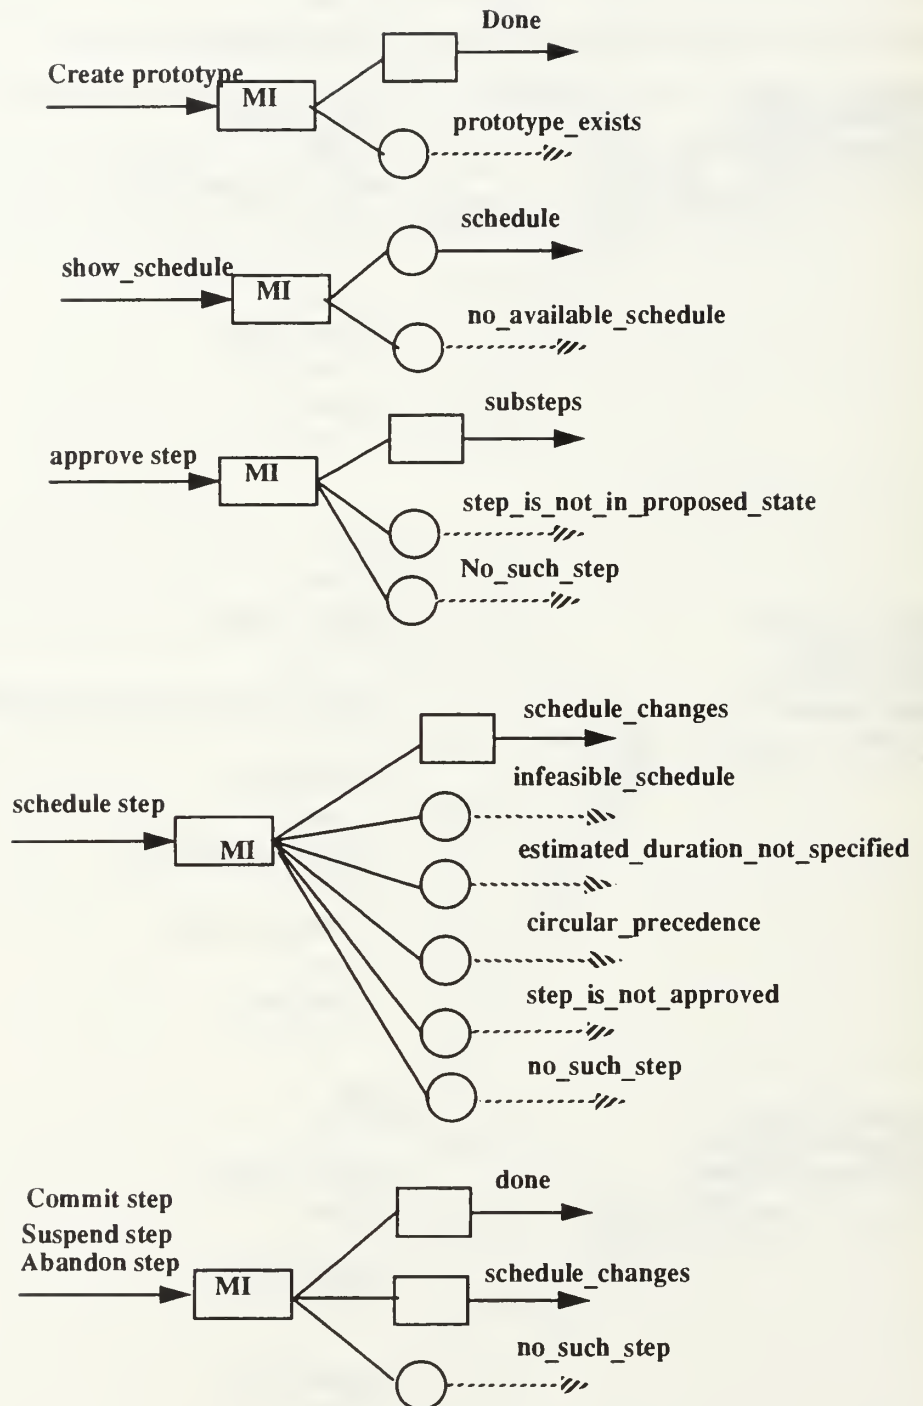 Done
Create prototype
MI
prototype_exists
schedule
show_schedule
MI
no_available_schedule
substeps
approve step
MI
step_is_not_in_proposed_state
No_such_step
schedule_changes
infeasible_schedule
schedule step
MI
estimated_duration_not_specified
circular_precedence
step_is_not_approved
no_such_step
done
Commit step
Suspend step
Abandon step
MI
schedule_changes
no_such_step